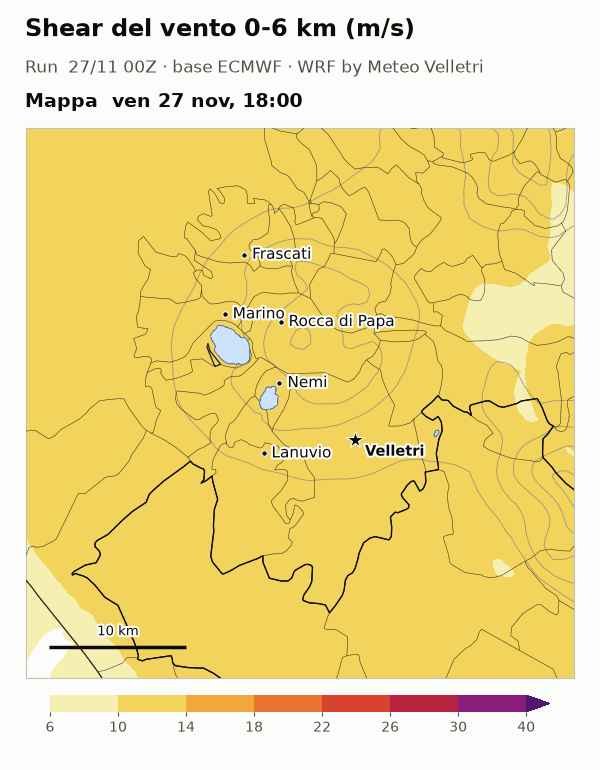 Shear del vento 0-6 km (m/s)
Run  27/11 00Z · base ECMWF · WRF by Meteo Velletri
Mappa  ven 27 nov, 18:00
Frascati
Marino
Rocca di Papa
Nemi
Velletri
Lanuvio
10 km
6 10 14 18 22 26 30 40